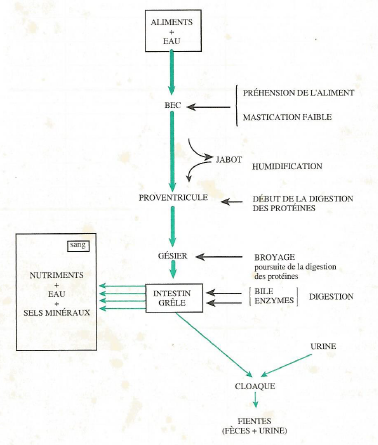 ALIMENTS
+
EAU
BEC
PRÉHENSION DE L'ALIMENT
MASTICATION FAIBLE
JABOT
HUMIDIFICATION
PROVENTRICULE
DÉBUT DE LA DIGESTION
DES PROTÉINES
sang
GÉSIER
BROYAGE
poursuite de la digestion
des protéines
NUTRIMENTS
+
EAU
+
SELS MINÉRAUX
INTESTIN
GRÊLE
BILE
ENZYMES
DIGESTION
URINE
CLOAQUE
FIENTES
(FÈCES + URINE)